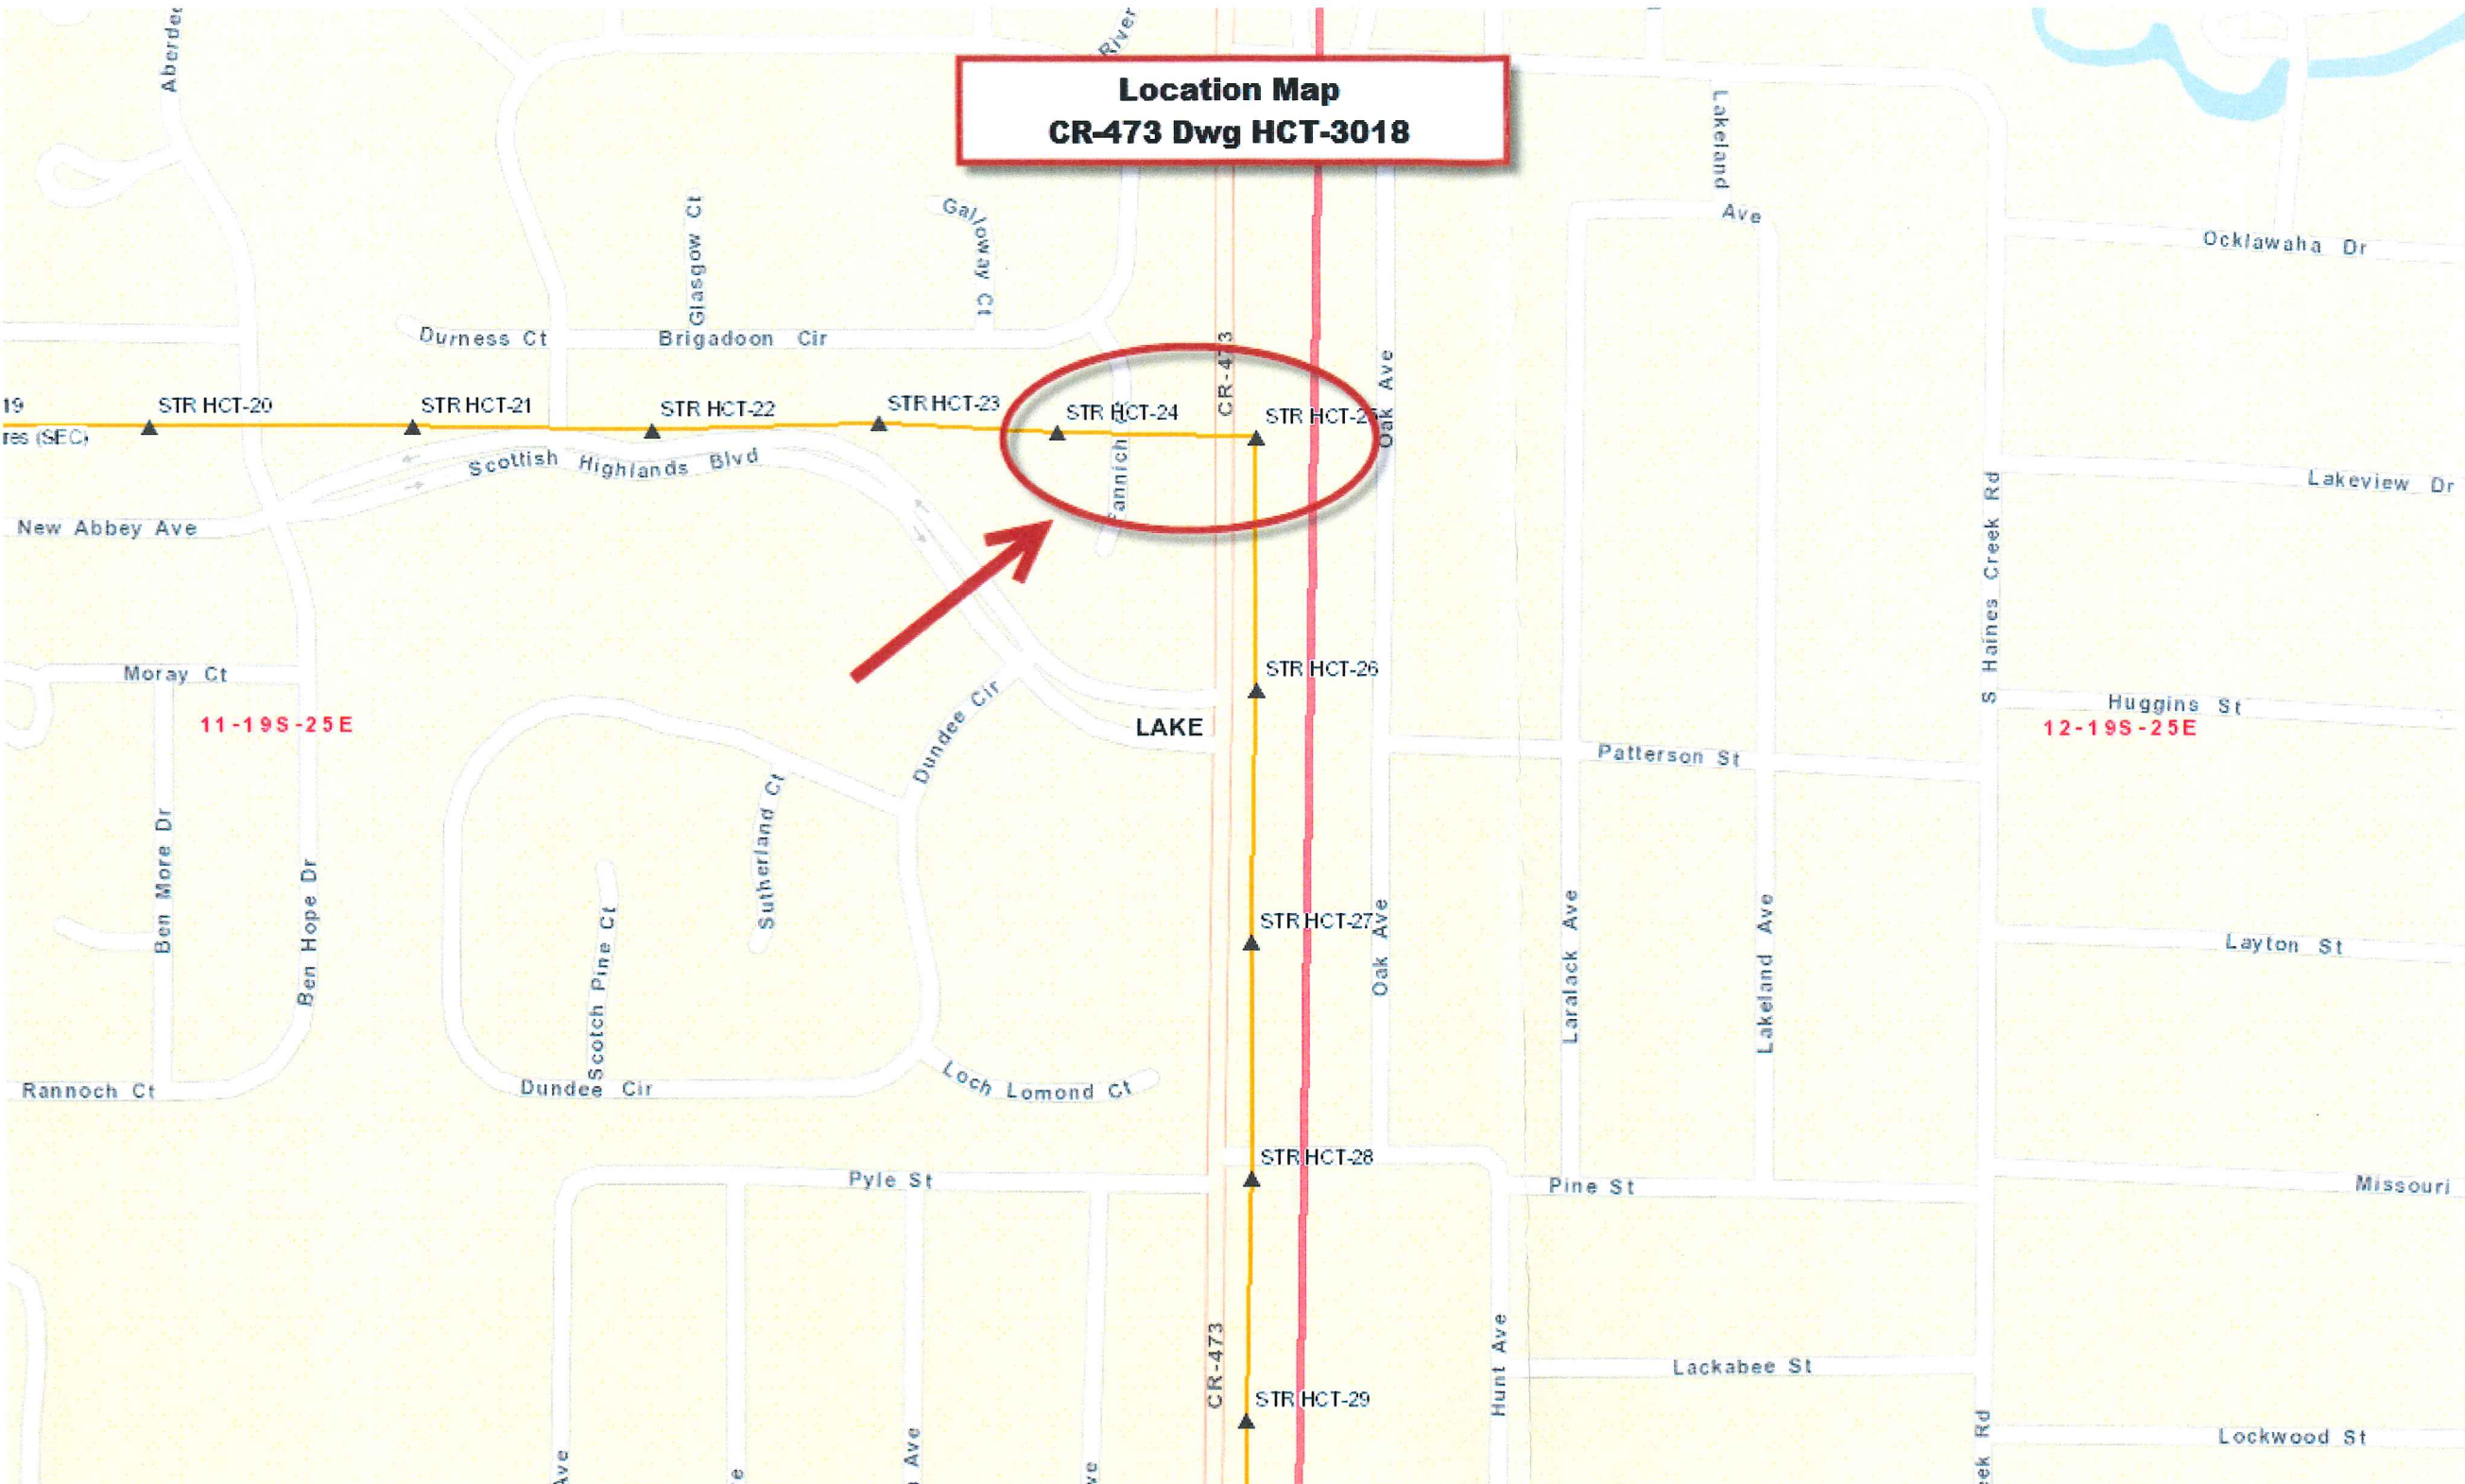 Aberdee
River
Location Map
CR-473 Dwg HCT-3018
Lakeland Ave
Ocklawaha Dr
Glasgow Ct
Galloway Ct
Durness Ct
Brigadoon Cir
CR-473
Oak Ave
19
STR HCT-20
STR HCT-21
STR HCT-22
STR HCT-23
STR HCT-24
STR HCT-25
res (SEC)
Scottish Highlands Blvd
Lakeview Dr
New Abbey Ave
S Haines Creek Rd
STR HCT-26
Moray Ct
Dundee Cir
11-19S-25E
LAKE
Huggins St
12-19S-25E
Patterson St
Sutherland Ct
Ben More Dr
Ben Hope Dr
Scotch Pine Ct
STR HCT-27
Oak Ave
Laralack Ave
Lakeland Ave
Layton St
Rannoch Ct
Dundee Cir
Loch Lomond Ct
STR HCT-28
Pyle St
Pine St
Missouri
CR-473
Hunt Ave
Lackabee St
STR HCT-29
Ave
e
Ave
ve
ek Rd
Lockwood St